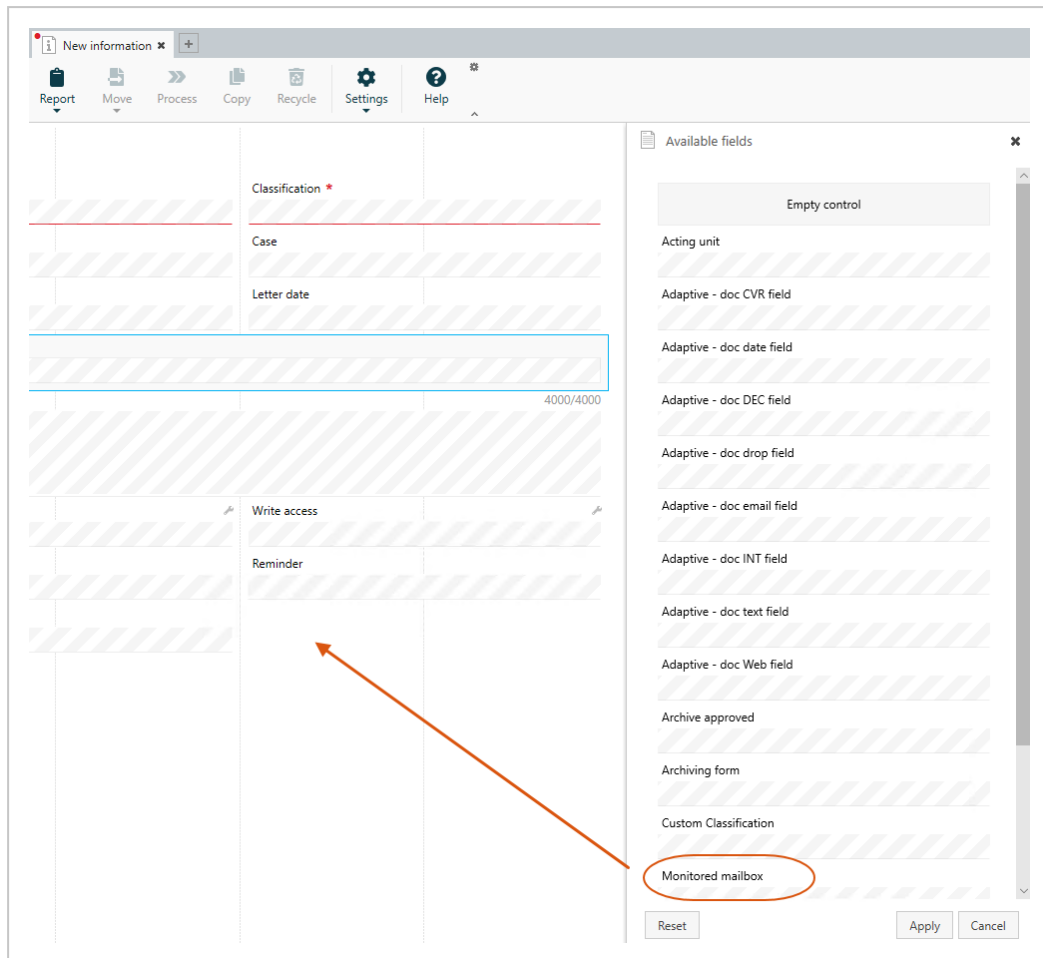 New information
Report Move Process Copy Recycle Settings Help
Available fields
Classification *
Case
Letter date
4000/4000
Write access
Reminder
Empty control
Acting unit
Adaptive - doc CVR field
Adaptive - doc date field
Adaptive - doc DEC field
Adaptive - doc drop field
Adaptive - doc email field
Adaptive - doc INT field
Adaptive - doc text field
Adaptive - doc Web field
Archive approved
Archiving form
Custom Classification
Monitored mailbox
Reset Apply Cancel